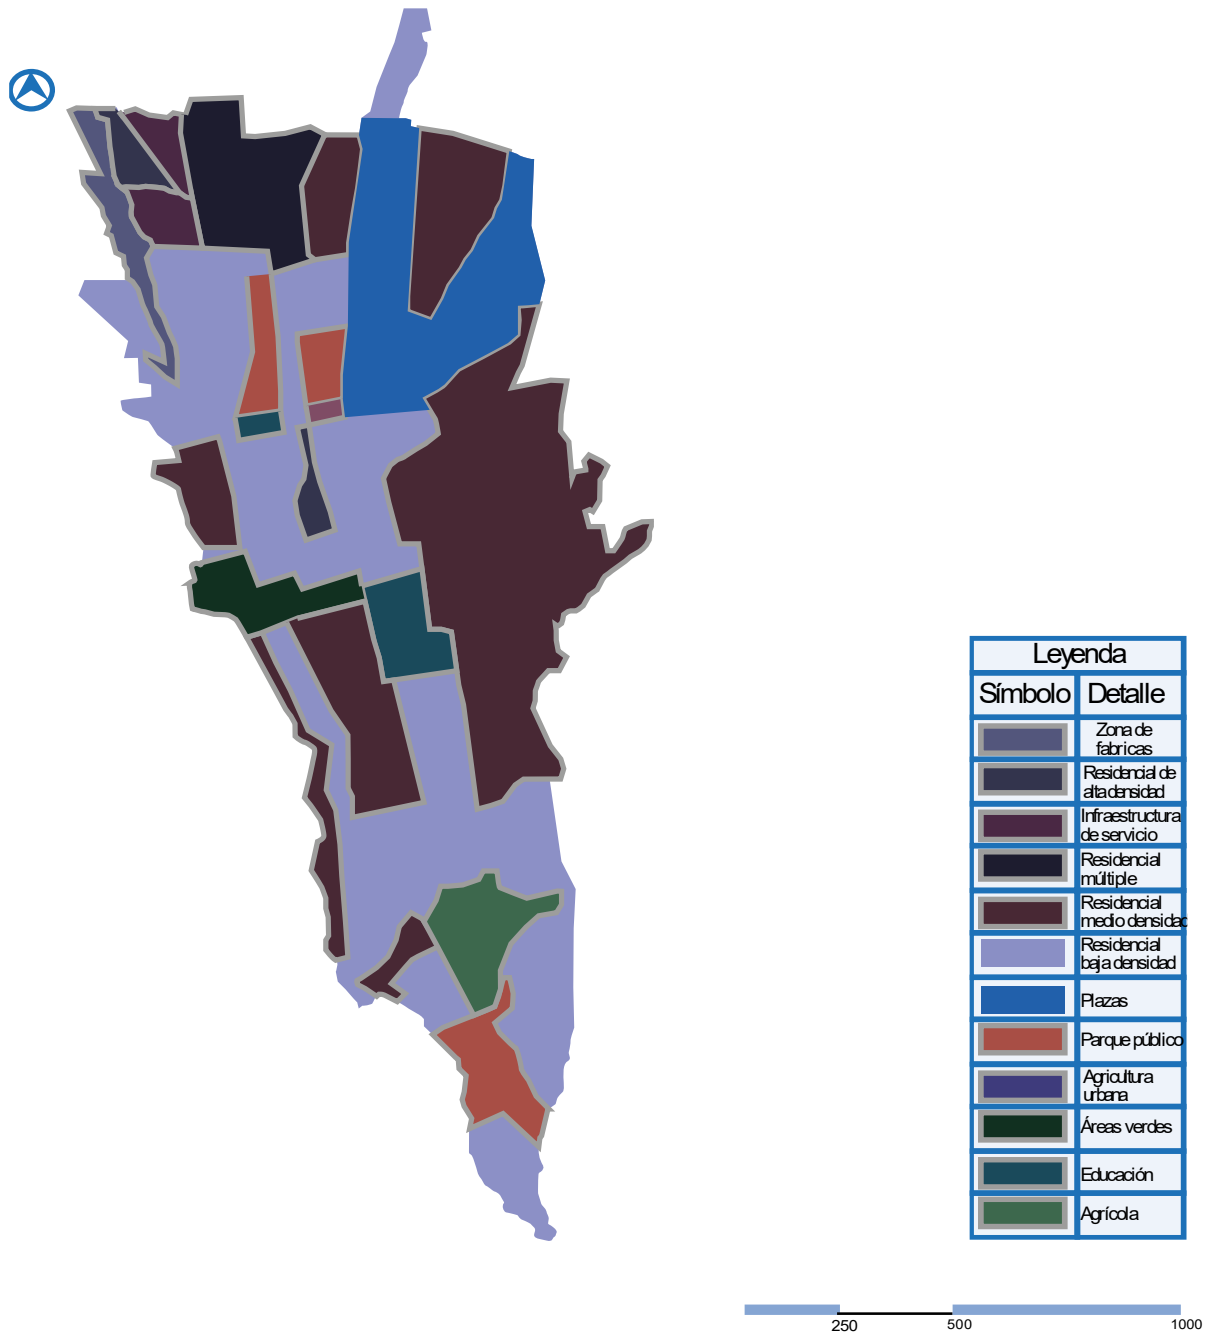 Leyenda
Símbolo Detalle
Zona de
fabricas
Residencial de
alta densidad
Infraestructura
de servicio
Residencial
múltiple
Residencial
medio densidad
Residencial
baja densidad
Plazas
Parque público
Agricultura
urbana
Áreas verdes
Educación
Agrícola
250 500 1000